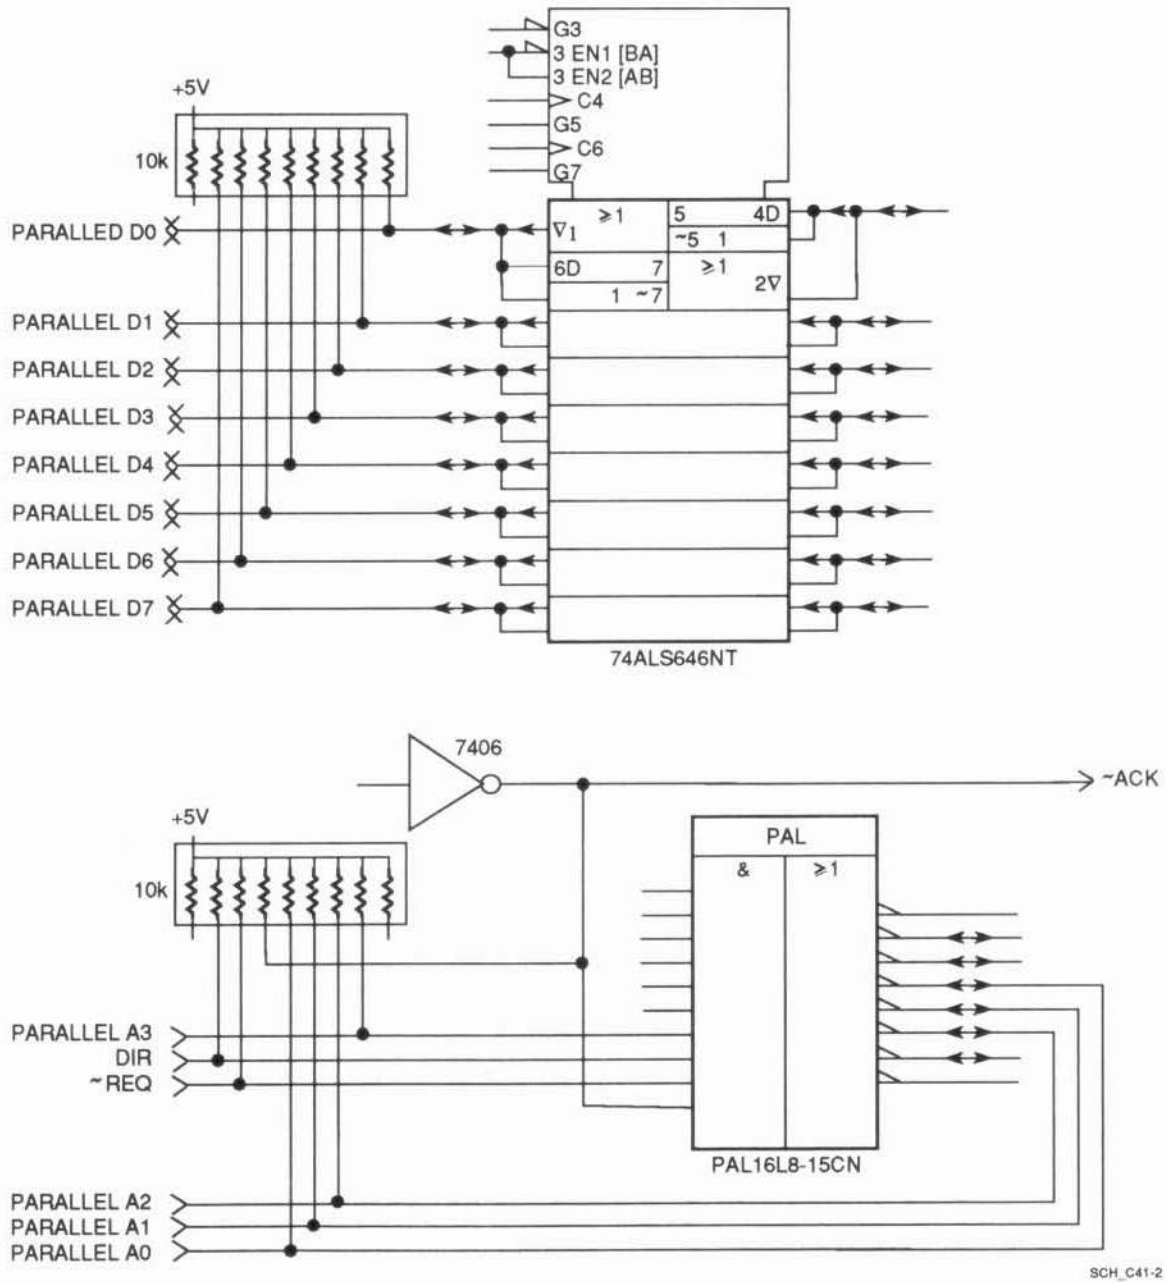 G3
3 EN1 [BA]
3 EN2 [AB]
+5V
C4
G5
10k
C6
G7
PARALLED D0
≥1
5 4D
∇1
~5 1
6D 7
≥1
2∇
1 ~7
PARALLEL D1
PARALLEL D2
PARALLEL D3
PARALLEL D4
PARALLEL D5
PARALLEL D6
PARALLEL D7
74ALS646NT
7406
~ACK
+5V
PAL
10k
& ≥1
PARALLEL A3
DIR
~REQ
PAL16L8-15CN
PARALLEL A2
PARALLEL A1
PARALLEL A0
SCH_C41-2